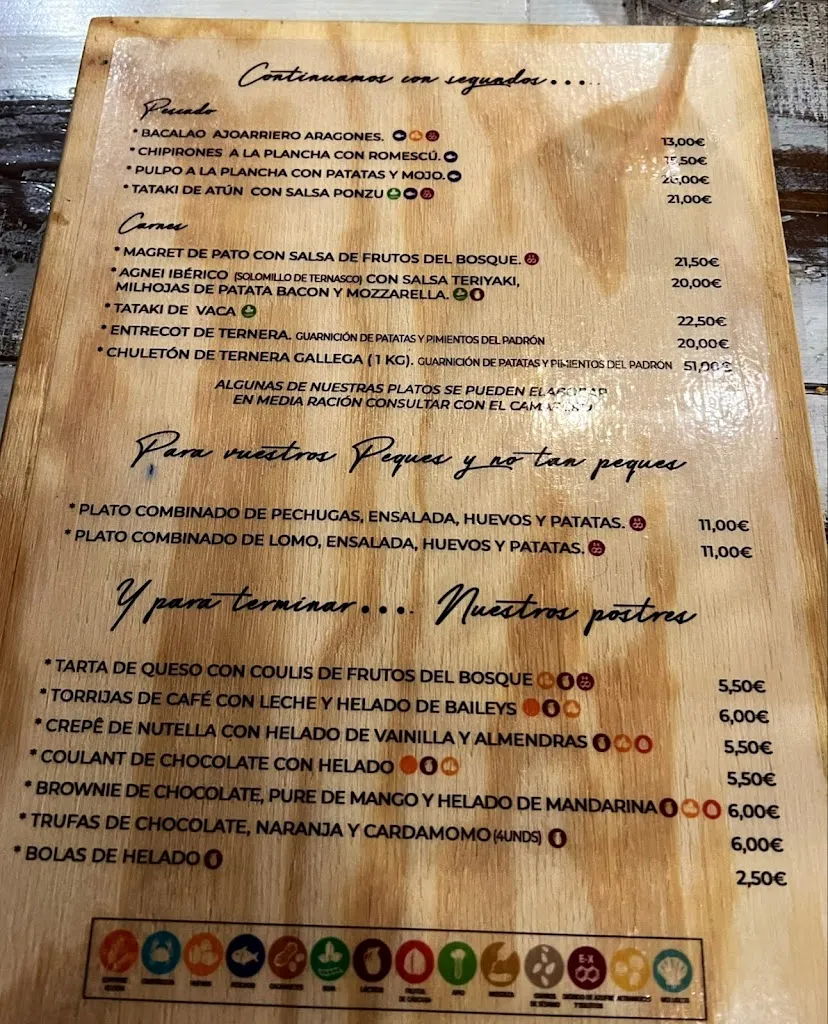 Continuamos con segundos.....
Pescado
* BACALAO AJOARRIERO ARAGONES. 13,00€
* CHIPIRONES A LA PLANCHA CON ROMESCÚ. 15,50€
* PULPO A LA PLANCHA CON PATATAS Y MOJO.
* TATAKI DE ATÚN CON SALSA PONZU 21,00€
Carnes
* MAGRET DE PATO CON SALSA DE FRUTOS DEL BOSQUE. 21,50€
* AGNEI IBÉRICO (SOLOMILLO DE TERNASCO) CON SALSA TERIYAKI, 20,00€
MILHOJAS DE PATATA BACON Y MOZZARELLA.
* TATAKI DE VACA 22,50€
* ENTRECOT DE TERNERA. GUARNICIÓN DE PATATAS Y PIMIENTOS DEL PADRÓN 20,00€
* CHULETÓN DE TERNERA GALLEGA (1 KG). GUARNICIÓN DE PATATAS Y PIMIENTOS DEL PADRÓN 51,00€
ALGUNAS DE NUESTRAS PLATOS SE PUEDEN ELABORAR
EN MEDIA RACIÓN CONSULTAR CON EL CAMARERO
Para vuestros Peques y no tan peques
* PLATO COMBINADO DE PECHUGAS, ENSALADA, HUEVOS Y PATATAS. 11,00€
* PLATO COMBINADO DE LOMO, ENSALADA, HUEVOS Y PATATAS. 11,00€
Y para terminar.... Nuestros postres
* TARTA DE QUESO CON COULIS DE FRUTOS DEL BOSQUE 5,50€
* TORRIJAS DE CAFÉ CON LECHE Y HELADO DE BAILEYS 6,00€
* CREPÊ DE NUTELLA CON HELADO DE VAINILLA Y ALMENDRAS 5,50€
* COULANT DE CHOCOLATE CON HELADO 5,50€
* BROWNIE DE CHOCOLATE, PURE DE MANGO Y HELADO DE MANDARINA 6,00€
* TRUFAS DE CHOCOLATE, NARANJA Y CARDAMOMO (4UNDS) 6,00€
* BOLAS DE HELADO 2,50€
E-X